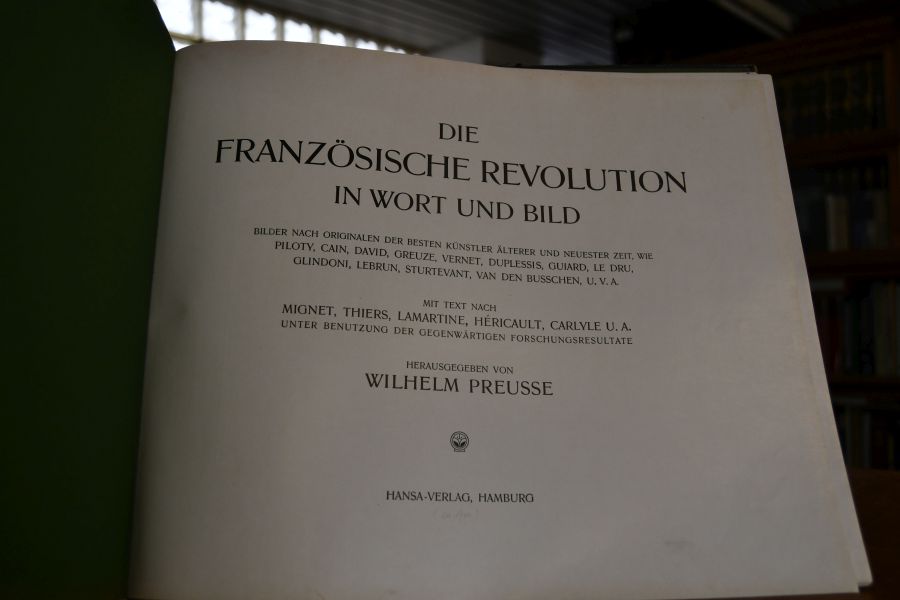 DIE
FRANZÖSISCHE REVOLUTION
IN WORT UND BILD
BILDER NACH ORIGINALEN DER BESTEN KÜNSTLER ÄLTERER UND NEUESTER ZEIT, WIE
PILOTY, CAIN, DAVID, GREUZE, VERNET, DUPLESSIS, GUIARD, LE DRU,
GLINDONI, LEBRUN, STURTEVANT, VAN DEN BUSSCHEN, U. V. A.
MIT TEXT NACH
MIGNET, THIERS, LAMARTINE, HÉRICAULT, CARLYLE U. A.
UNTER BENUTZUNG DER GEGENWÄRTIGEN FORSCHUNGSRESULTATE
HERAUSGEGEBEN VON
WILHELM PREUSSE
HANSA-VERLAG, HAMBURG